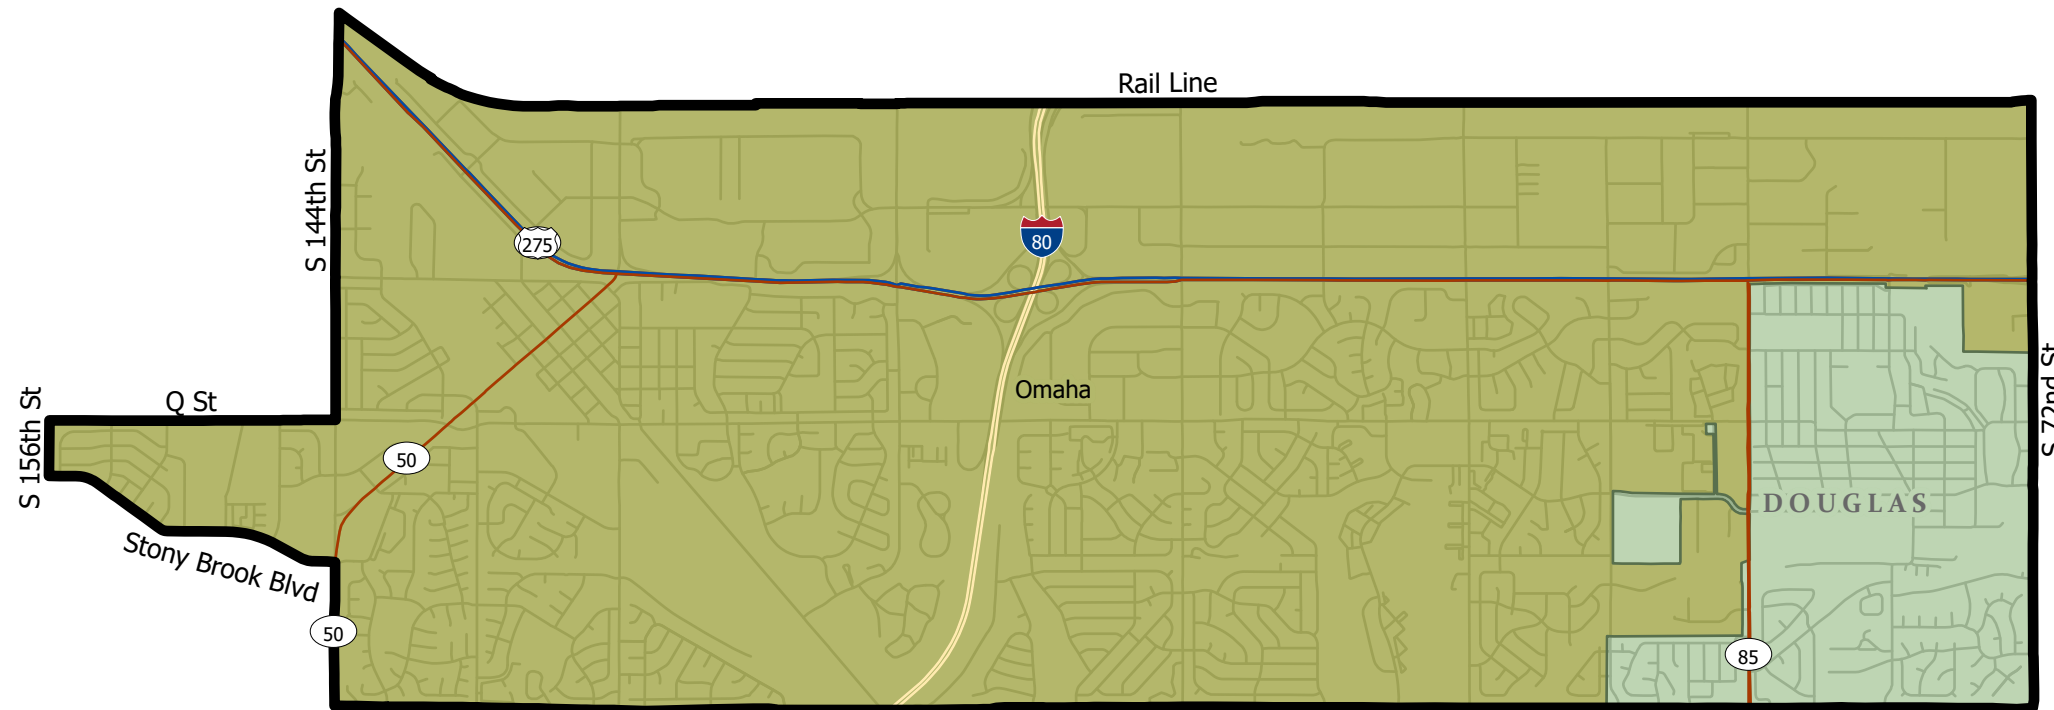 Rail Line
S 144th St
275
80
S 72nd St
Omaha
S 156th St
Q St
50
DOUGLAS
Stony Brook Blvd
50
85